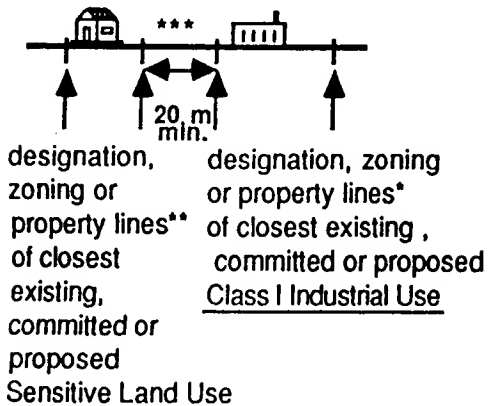 ***
20 m
min.
designation,
zoning or
property lines**
of closest
existing,
committed or
proposed
Sensitive Land Use
designation, zoning
or property lines*
of closest existing ,
committed or proposed
Class I Industrial Use